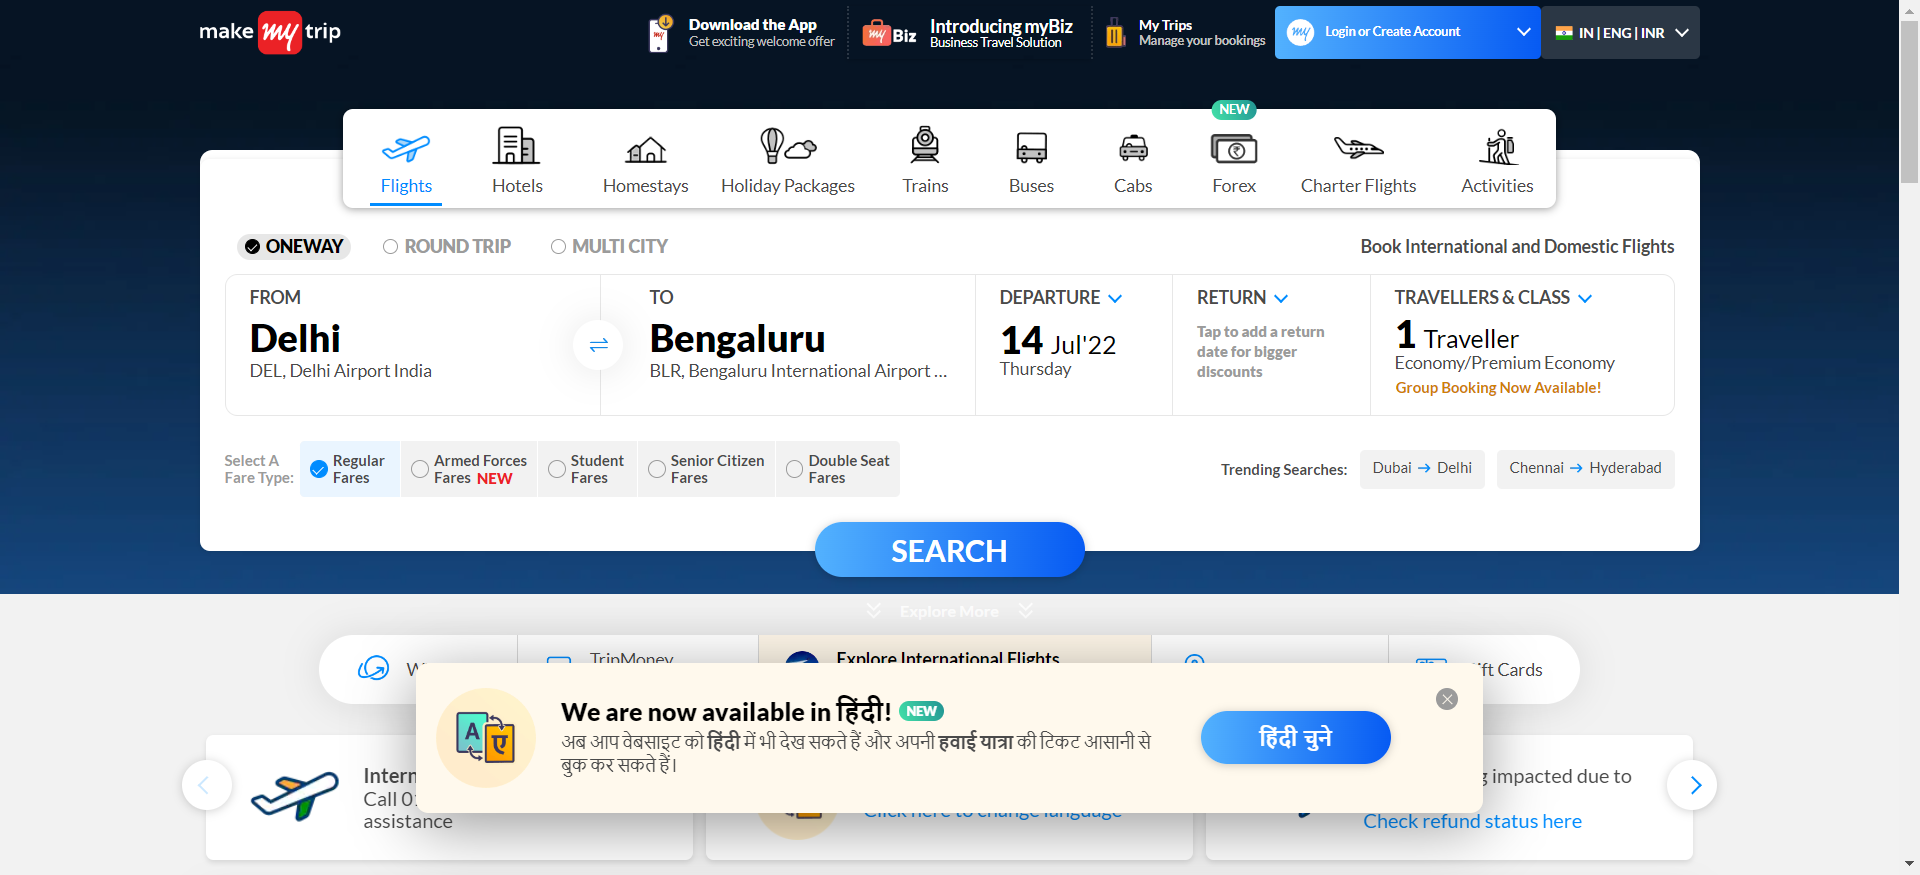 make my trip
Download the App
Get exciting welcome offer
my Biz
Introducing myBiz
Business Travel Solution
My Trips
Manage your bookings
my
Login or Create Account
IN | ENG | INR
NEW
Flights
Hotels
Homestays
Holiday Packages
Trains
Buses
Cabs
Forex
Charter Flights
Activities
ONEWAY
ROUND TRIP
MULTI CITY
Book International and Domestic Flights
FROM
Delhi
DEL, Delhi Airport India
TO
Bengaluru
BLR, Bengaluru International Airport ...
DEPARTURE
14 Jul'22
Thursday
RETURN
Tap to add a return
date for bigger
discounts
TRAVELLERS & CLASS
1 Traveller
Economy/Premium Economy
Group Booking Now Available!
Select A
Fare Type:
Regular
Fares
Armed Forces
Fares NEW
Student
Fares
Senior Citizen
Fares
Double Seat
Fares
Trending Searches:
Dubai → Delhi
Chennai → Hyderabad
SEARCH
Explore More
TripMoney
Explore International Flights
ft Cards
We are now available in हिंदी! NEW
अब आप वेबसाइट को हिंदी में भी देख सकते हैं और अपनी हवाई यात्रा की टिकट आसानी से
बुक कर सकते हैं।
हिंदी चुने
A ए
Intern
Call 0
assistance
Click here to change language
impacted due to
Check refund status here